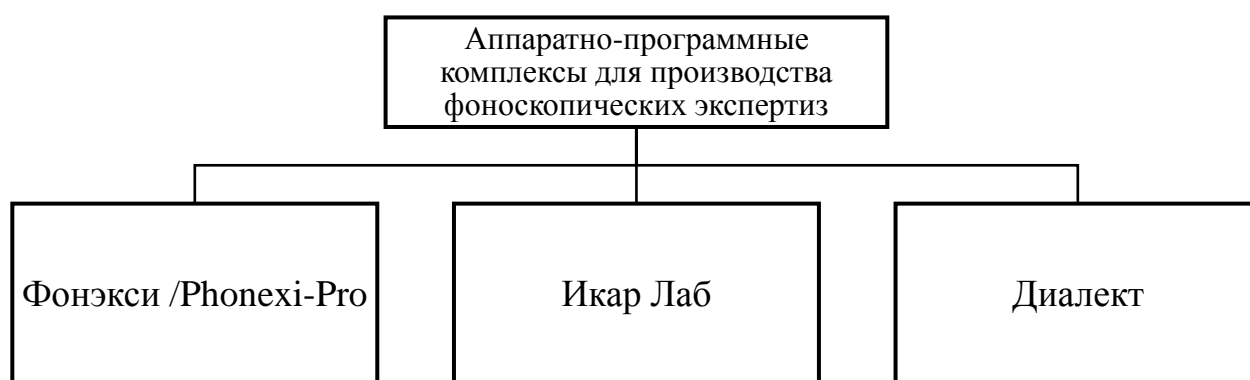 Аппаратно-программные
комплексы для производства
фоноскопических экспертиз
Фонэкси /Phonexi-Pro
Икар Лаб
Диалект